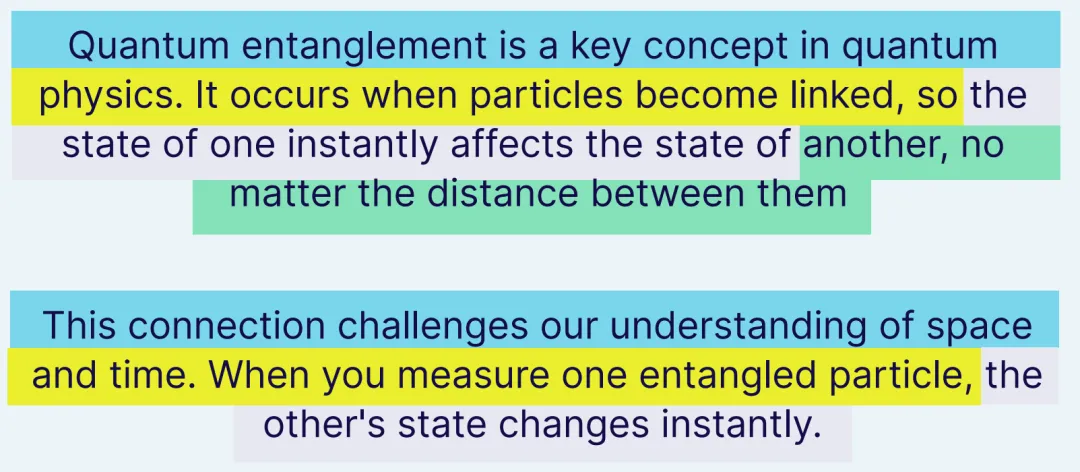 Quantum entanglement is a key concept in quantum
physics. It occurs when particles become linked, so the
state of one instantly affects the state of another, no
matter the distance between them
This connection challenges our understanding of space
and time. When you measure one entangled particle, the
other's state changes instantly.